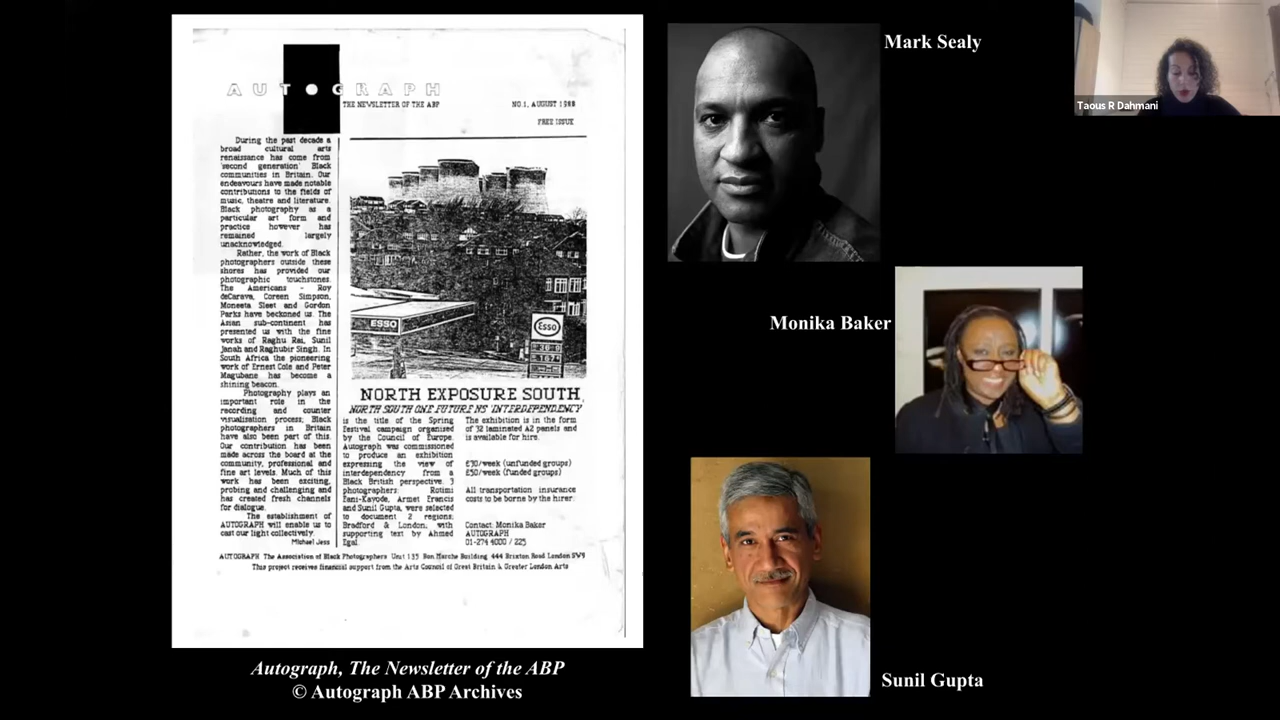 AUTOGRAPH
THE NEWSLETTER OF THE ABP
NO.1, AUGUST 1988
FREE ISSUE
During the past decade a
broad cultural arts
renaissance has come from
'second generation' Black
communities in Britain. Our
endeavours have made notable
contributions to the fields of
music, theatre and literature.
Black photography as a
particular art form and
practice however has
remained largely
unacknowledged.
Rather, the work of Black
photographers outside these
shores has provided our
photographic touchstones.
The Americans - Roy
deCarava, Coreen Simpson,
Moneeta Sleet and Gordon
Parks have beckoned us. The
Asian sub-continent has
presented us with the fine
works of Raghu Rai, Sunil
Janah and Raghubir Singh. In
South Africa the pioneering
work of Ernest Cole and Peter
Magubane has become a
shining beacon.
Photography plays an
important role in the
recording and counter
visualisation process; Black
photographers in Britain
have also been part of this.
Our contribution has been
made across the board at the
community, professional and
fine art levels. Much of this
work has been exciting,
probing and challenging and
has created fresh channels
for dialogue.
The establishment of
AUTOGRAPH will enable us to
cast our light collectively.
Michael Jess
ESSO
Esso
NORTH EXPOSURE SOUTH,
NORTH SOUTH ONE FUTURE NS INTERDEPENDENCY
is the title of the Spring
festival campaign organised
by the Council of Europe.
Autograph was commissioned
to produce an exhibition
expressing the view of
interdependency from a
Black British perspective. 3
photographers: Rotimi
Fani-Kayode, Armet Francis
and Sunil Gupta, were selected
to document 2 regions:
Bradford & London, with
supporting text by Ahmed
Egal.
The exhibition is in the form
of 32 laminated A2 panels and
is available for hire.
£30/week (unfunded groups)
£50/week (funded groups)
All transportation insurance
costs to be borne by the hirer.
Contact: Monika Baker
AUTOGRAPH
01-274 4000 / 225
AUTOGRAPH The Association of Black Photographers Unit 135 Bon Marche Building 444 Brixton Road London SW9
This project receives financial support from the Arts Council of Great Britain & Greater London Arts
Autograph, The Newsletter of the ABP
© Autograph ABP Archives
Mark Sealy
Monika Baker
Sunil Gupta
Taous R Dahmani